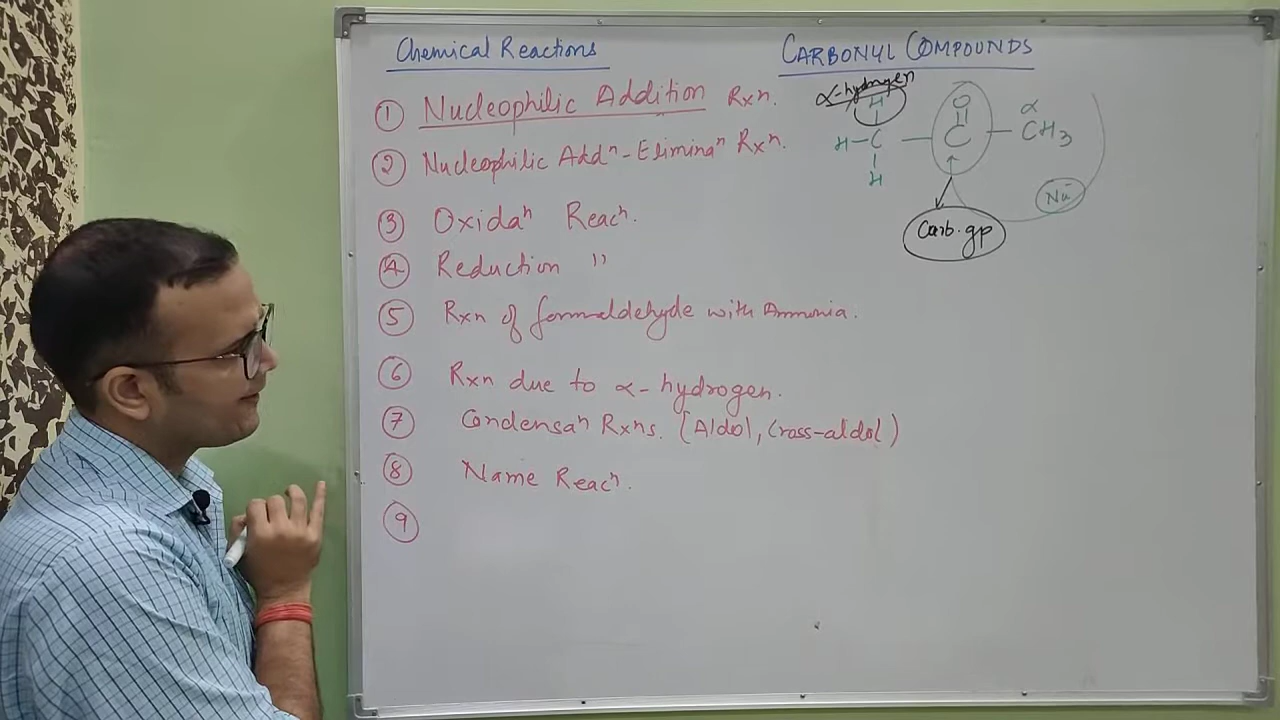 Chemical Reactions
CARBONYL COMPOUNDS
① Nucleophilic Addition Rxn.
② Nucleophilic Addⁿ-Eliminaⁿ Rxⁿ.
③ Oxidaⁿ Reacⁿ.
④ Reduction "
⑤ Rxn of formaldehyde with Ammonia.
⑥ Rxn due to α- hydrogen.
⑦ Condensaⁿ Rxns. (Aldol, Cross-aldol)
⑧ Name Reacⁿ.
⑨
α-hydrogen
H O α
H-C-C-CH₃
H
Nū
Carb. gp